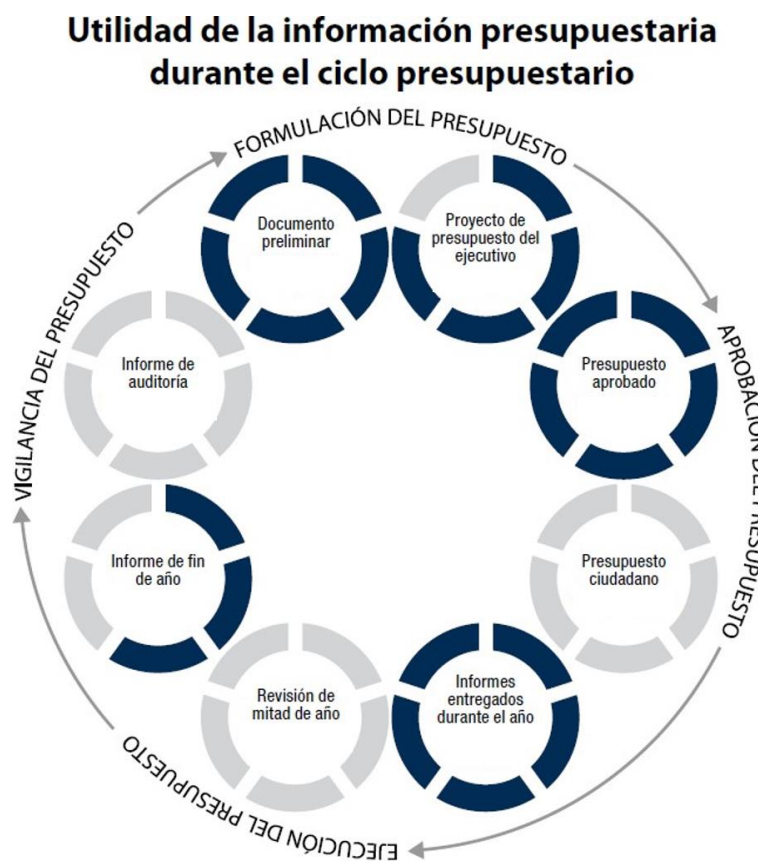 Utilidad de la información presupuestaria
durante el ciclo presupuestario
FORMULACIÓN DEL PRESUPUESTO
Documento
preliminar
Proyecto de
presupuesto del
ejecutivo
APROBACIÓN DEL PRESUPUESTO
Presupuesto
aprobado
Presupuesto
ciudadano
Informes
entregados
durante el año
EJECUCIÓN DEL PRESUPUESTO
Revisión de
mitad de año
Informe de fin
de año
VIGILANCIA DEL PRESUPUESTO
Informe de
auditoría